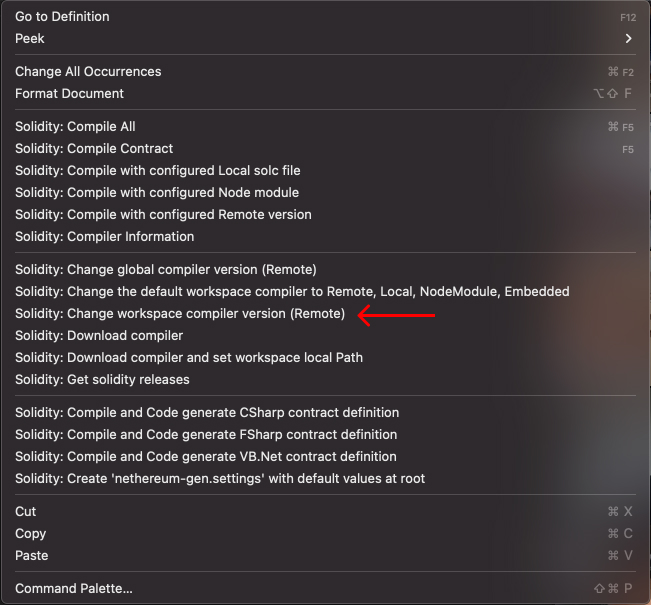 Go to Definition F12
Peek
Change All Occurrences ⌘ F2
Format Document ⌥⇧ F
Solidity: Compile All ⌘ F5
Solidity: Compile Contract F5
Solidity: Compile with configured Local solc file
Solidity: Compile with configured Node module
Solidity: Compile with configured Remote version
Solidity: Compiler Information
Solidity: Change global compiler version (Remote)
Solidity: Change the default workspace compiler to Remote, Local, NodeModule, Embedded
Solidity: Change workspace compiler version (Remote)
Solidity: Download compiler
Solidity: Download compiler and set workspace local Path
Solidity: Get solidity releases
Solidity: Compile and Code generate CSharp contract definition
Solidity: Compile and Code generate FSharp contract definition
Solidity: Compile and Code generate VB.Net contract definition
Solidity: Create 'nethereum-gen.settings' with default values at root
Cut ⌘ X
Copy ⌘ C
Paste ⌘ V
Command Palette... ⇧⌘ P